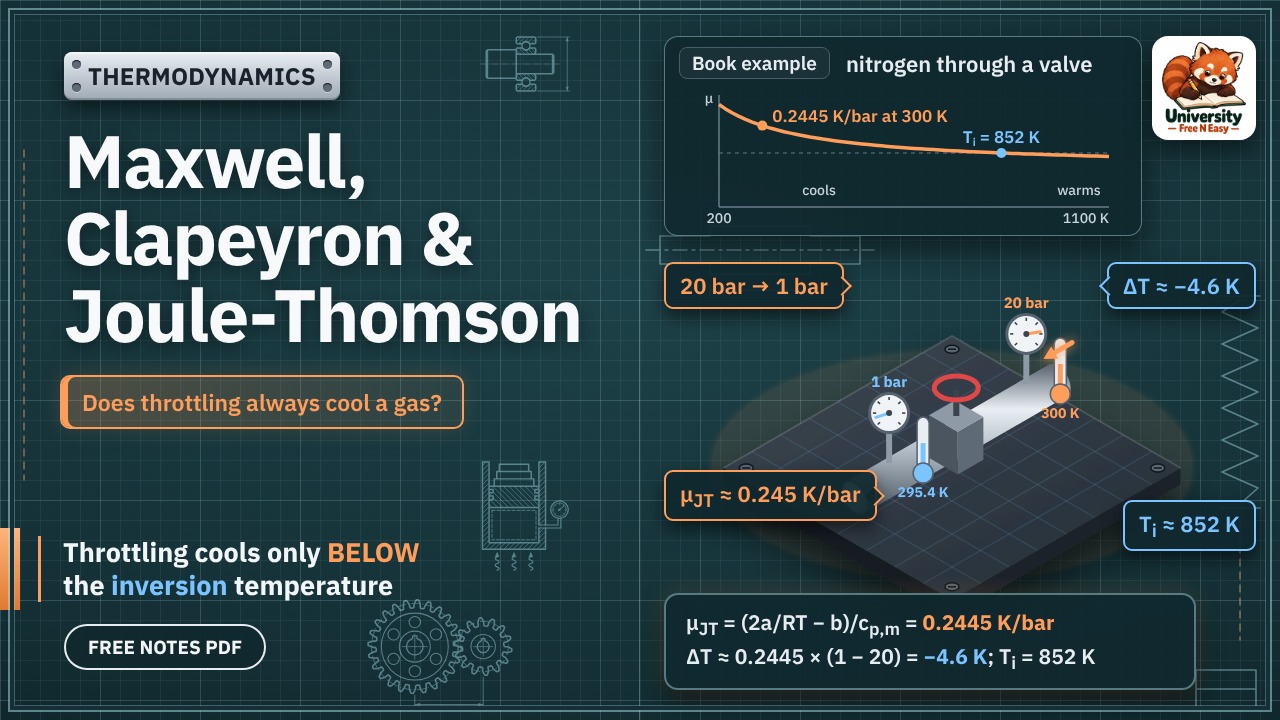 THERMODYNAMICS
Maxwell,
Clapeyron &
Joule-Thomson
Does throttling always cool a gas?
Throttling cools only BELOW
the inversion temperature
FREE NOTES PDF
Book example nitrogen through a valve
μ
0.2445 K/bar at 300 K
Ti = 852 K
cools
warms
200
1100 K
University
Free N Easy
20 bar → 1 bar
ΔT ≈ −4.6 K
20 bar
1 bar
300 K
295.4 K
μJT ≈ 0.245 K/bar
Ti ≈ 852 K
μJT = (2a/RT − b)/cp,m = 0.2445 K/bar
ΔT ≈ 0.2445 × (1 − 20) = −4.6 K; Ti = 852 K